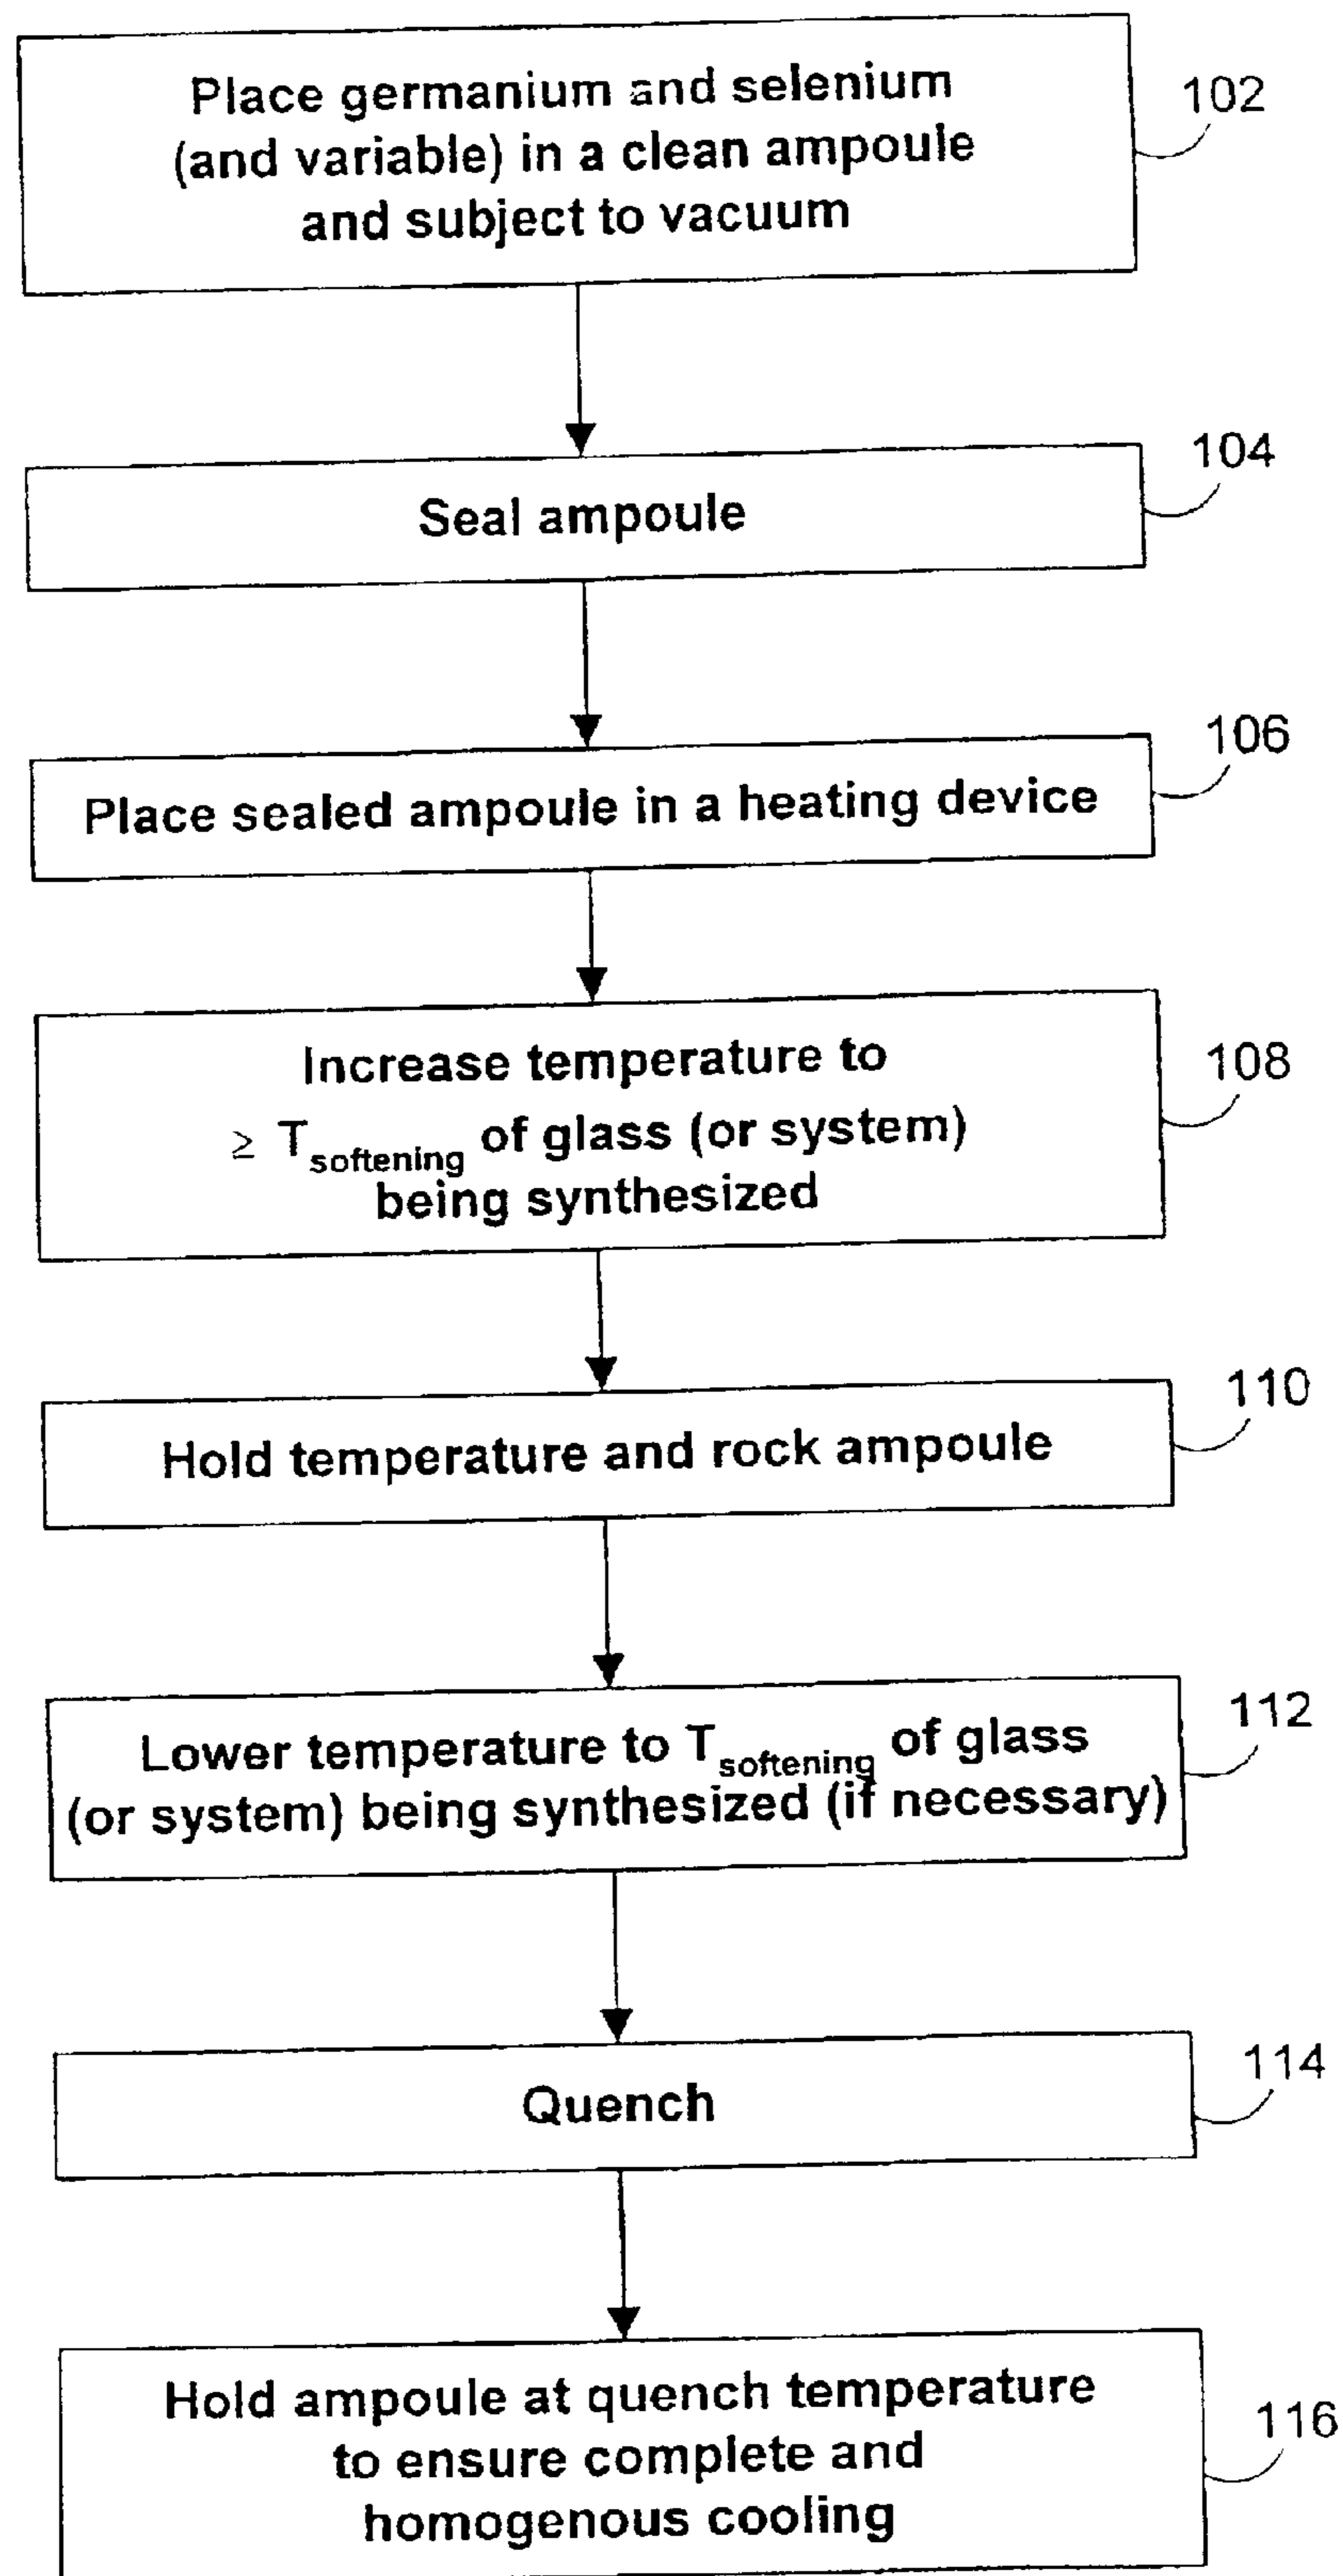 Place germanium and selenium
(and variable) in a clean ampoule
and subject to vacuum
102
Seal ampoule
104
Place sealed ampoule in a heating device
106
Increase temperature to
≥ Tsoftening of glass (or system)
being synthesized
108
Hold temperature and rock ampoule
110
Lower temperature to Tsoftening of glass
(or system) being synthesized (if necessary)
112
Quench
114
Hold ampoule at quench temperature
to ensure complete and
homogenous cooling
116